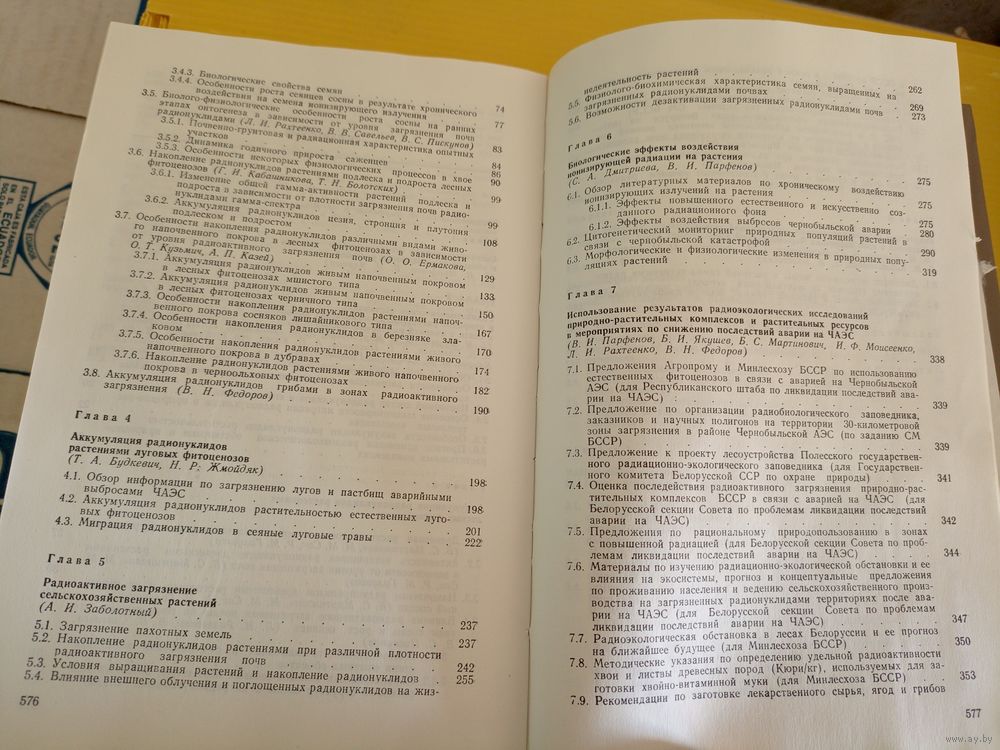 3.4.3. Биологические свойства семян
3.4.4. Особенности роста сеянцев сосны в результате хронического
воздействия на семена ионизирующего излучения . 74
3.5. Биолого-физиологические особенности роста сосны на ранних 77
этапах онтогенеза в зависимости от уровня загрязнения почв
радионуклидами (Л. И. Рахтеенко, В. В. Савельев, В. С. Пискунов)
3.5.1. Почвенно-грунтовая и радиационная характеристика опытных 83
участков
3.5.2. Динамика годичного прироста саженцев 84
3.5.3. Особенности некоторых физиологических процессов в хвое 86
3.6. Накопление радионуклидами растениями подлеска и подроста лесных 90
фитоценозов (Г. И. Кабашникова, Т. Н. Болотских)
3.6.1. Изменение общей гамма-активности растений подлеска и 99
подроста в зависимости от плотности загрязнения почв радио-
нуклидами гамма-спектра
3.6.2. Аккумуляция радионуклидов цезия, стронция и плутония 99
подлеском и подростом
3.7. Особенности накопления радионуклидов различными видами живо- 108
го напочвенного покрова в лесных фитоценозах в зависимости
от уровня радиоактивного загрязнения почв (О. О. Ермакова,
О. Т. Кузьмич, А. П. Казей)
3.7.1. Аккумуляция радионуклидов живым напочвенным покровом 129
в лесных фитоценозах мшистого типа
3.7.2. Аккумуляция радионуклидов живым напочвенным покровом 133
в лесных фитоценозах черничного типа
3.7.3. Особенности накопления радионуклидов растениями напоч- 150
венного покрова сосняков лишайникового типа
3.7.4. Особенности накопления радионуклидов в березняке зла- 167
ковом
3.7.5. Особенности накопления радионуклидов растениями живого 170
напочвенного покрова в дубравах
3.7.6. Накопление радионуклидов растениями живого напочвенного 174
покрова в черноольховых фитоценозах
3.8. Аккумуляция радионуклидов грибами в зонах радиоактивного 182
загрязнения (В. Н. Федоров) 190
Глава 4
Аккумуляция радионуклидов
растениями луговых фитоценозов
(Т. А. Будкевич, Н. Р. Жмойдяк)
198
4.1. Обзор информации по загрязнению лугов и пастбищ аварийными
выбросами ЧАЭС 198
4.2. Аккумуляция радионуклидов растительностью естественных луго-
вых фитоценозов 201
4.3. Миграция радионуклидов в сеяные луговые травы 222
Глава 5
Радиоактивное загрязнение
сельскохозяйственных растений
(А. И. Заболотный)
237
5.1. Загрязнение пахотных земель 237
5.2. Накопление радионуклидов растениями при различной плотности
радиоактивного загрязнения почв 242
5.3. Условия выращивания растений и накопление радионуклидов . 255
5.4. Влияние внешнего облучения и поглощенных радионуклидов на жиз-
576
недеятельность растений
5.5. Физиолого-биохимическая характеристика семян, выращенных на 262
загрязненных радионуклидами почвах 269
5.6. Возможности дезактивации загрязненных радионуклидами почв . 273
Глава 6
Биологические эффекты воздействия
ионизирующей радиации на растения
(С. А. Дмитриева, В. И. Парфенов)
275
6.1. Обзор литературных материалов по хроническому воздействию
ионизирующих излучений на растения 275
6.1.1. Эффекты повышенного естественного и искусственно соз-
данного радиационного фона
6.1.2. Эффекты воздействия выбросов чернобыльской аварии . 275
6.2. Цитогенетический мониторинг природных популяций растений в 280
связи с чернобыльской катастрофой
6.3. Морфологические и физиологические изменения в природных попу- 290
ляциях растений
319
Глава 7
Использование результатов радиоэкологических исследований
природно-растительных комплексов и растительных ресурсов
в мероприятиях по снижению последствий аварии на ЧАЭС
(В. И. Парфенов, Б. И. Якушев, Б. С. Мартинович, И. Ф. Моисеенко,
Л. И. Рахтеенко, В. Н. Федоров)
338
7.1. Предложения Агропрому и Минлесхозу БССР по использованию
естественных фитоценозов в связи с аварией на Чернобыльской
АЭС (для Республиканского штаба по ликвидации последствий ава-
рии на ЧАЭС) 339
7.2. Предложение по организации радиобиологического заповедника,
заказников и научных полигонов на территории 30-километровой
зоны загрязнения в районе Чернобыльской АЭС (по заданию СМ
БССР) 339
7.3. Предложение к проекту лесоустройства Полесского государствен-
ного радиационно-экологического заповедника (для Государствен-
ного комитета Белорусской ССР по охране природы) 341
7.4. Оценка последействия радиоактивного загрязнения природно-рас-
тительных комплексов БССР в связи с аварией на ЧАЭС (для
Белорусской секции Совета по проблемам ликвидации последствий
аварии на ЧАЭС) 342
7.5. Предложения по рациональному природопользованию в зонах
с повышенной радиацией (для Белорусской секции Совета по проб-
лемам ликвидации последствий аварии на ЧАЭС) 344
7.6. Материалы по изучению радиационно-экологической обстановки и ее
влияния на экосистемы, прогноз и концептуальные предложения
по проживанию населения и ведению сельскохозяйственного произ-
водства на загрязненных радионуклидами территориях после ава-
рии на ЧАЭС (для Белорусской секции Совета по проблемам
ликвидации последствий аварии на ЧАЭС) 347
7.7. Радиоэкологическая обстановка в лесах Белоруссии и ее прогноз
на ближайшее будущее (для Минлесхоза БССР) 350
7.8. Методические указания по определению удельной радиоактивности
хвои и листвы древесных пород (Кюри/кг), используемых для за-
готовки хвойно-витаминной муки (для Минлесхоза БССР) . . 353
7.9. Рекомендации по заготовке лекарственного сырья, ягод и грибов
577
www.ay.by